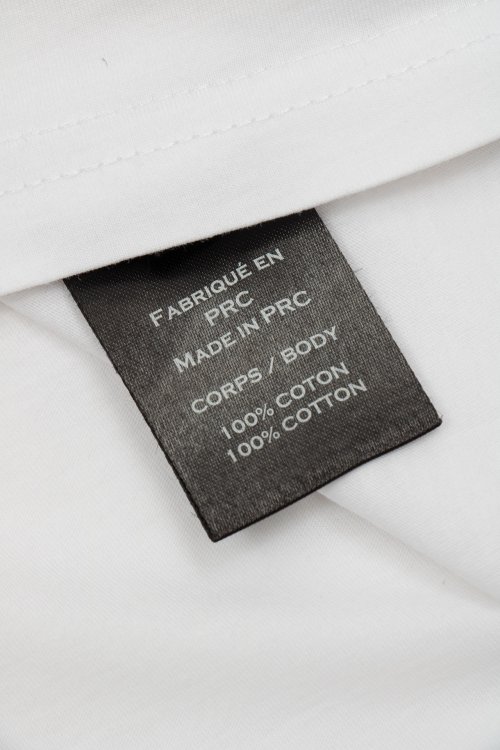 FABRIQUÉ EN
PRC
MADE IN PRC
CORPS / BODY
100% COTON
100% COTTON